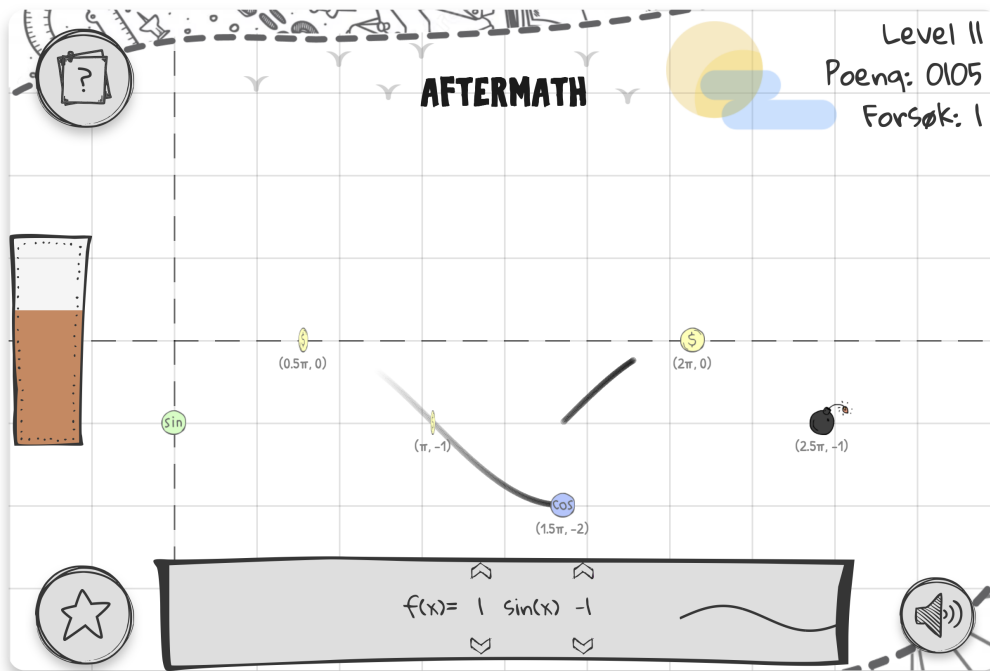 Level 11
Poeng: 0105
Forsøk: 1
AFTERMATH
?
$
$
(0.5π, 0)
(2π, 0)
sin
(π, -1)
(2.5π, -1)
cos
(1.5π, -2)
f(x)= 1 sin(x) -1